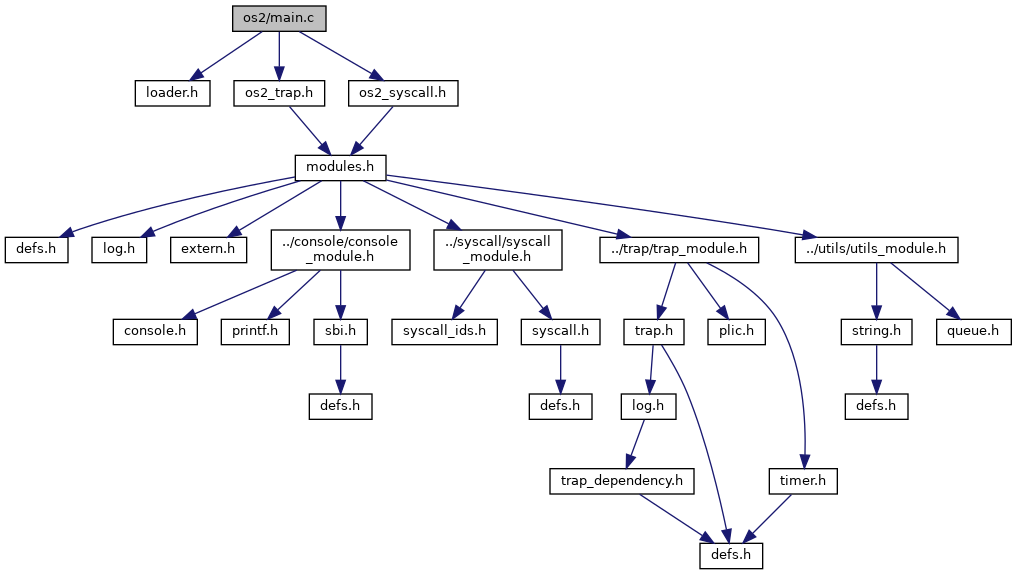 os2/main.c
loader.h
os2_trap.h
os2_syscall.h
modules.h
defs.h
log.h
extern.h
../console/console
_module.h
../syscall/syscall
_module.h
../trap/trap_module.h
../utils/utils_module.h
console.h
printf.h
sbi.h
syscall_ids.h
syscall.h
trap.h
plic.h
string.h
queue.h
defs.h
defs.h
log.h
defs.h
trap_dependency.h
timer.h
defs.h